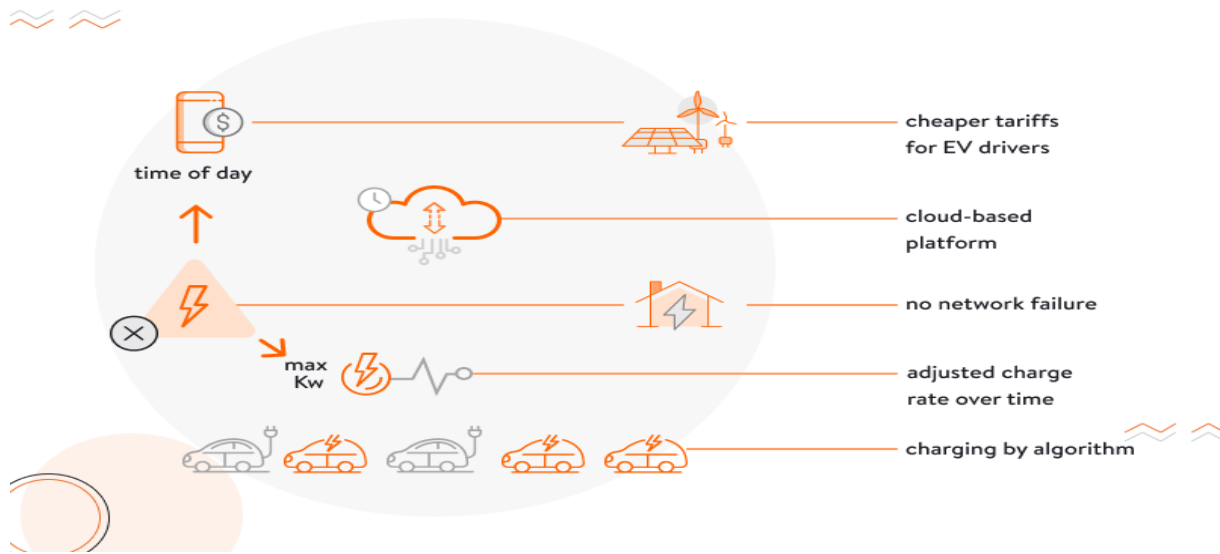 cheaper tariffs
for EV drivers
$
time of day
cloud-based
platform
no network failure
max
Kw
adjusted charge
rate over time
charging by algorithm